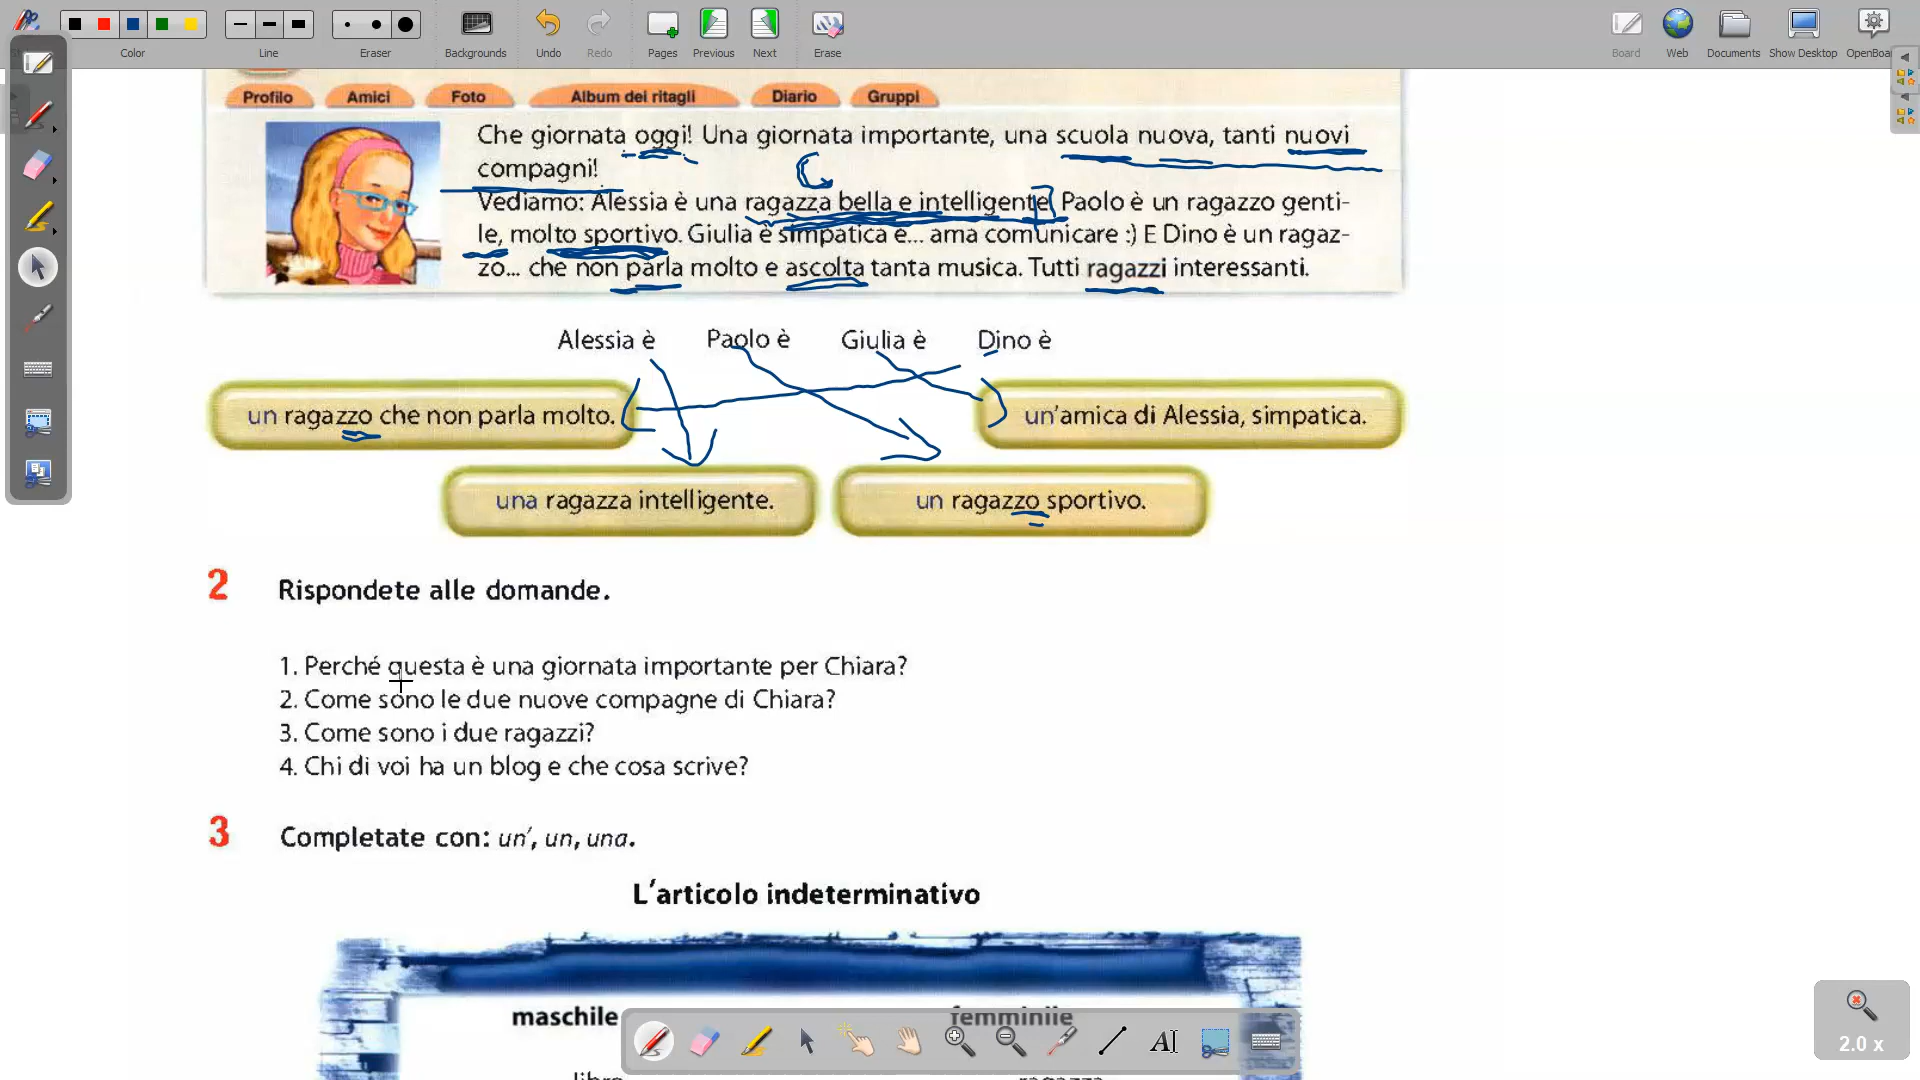 Color
Line
Eraser
Backgrounds
Undo
Redo
Pages
Previous
Next
Erase
Board
Web
Documents
Show Desktop
OpenBoa
Profilo
Amici
Foto
Album dei ritagli
Diario
Gruppi
Che giornata oggi! Una giornata importante, una scuola nuova, tanti nuovi
compagni!
Vediamo: Alessia è una ragazza bella e intelligente. Paolo è un ragazzo genti-
le, molto sportivo. Giulia è simpatica e... ama comunicare :) E Dino è un ragaz-
zo... che non parla molto e ascolta tanta musica. Tutti ragazzi interessanti.
Alessia è Paolo è Giulia è Dino è
un ragazzo che non parla molto.
un'amica di Alessia, simpatica.
una ragazza intelligente.
un ragazzo sportivo.
2 Rispondete alle domande.
1. Perché questa è una giornata importante per Chiara?
2. Come sono le due nuove compagne di Chiara?
3. Come sono i due ragazzi?
4. Chi di voi ha un blog e che cosa scrive?
3 Completate con: un', un, una.
L'articolo indeterminativo
maschile
femminile
libro
ragazza
2.0 x